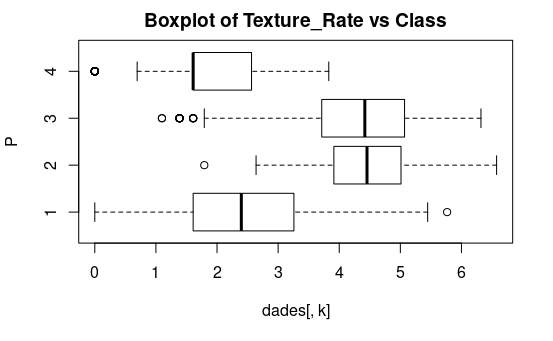 Boxplot of Texture_Rate vs Class
P
4
3
2
1
0 1 2 3 4 5 6
dades[, k]